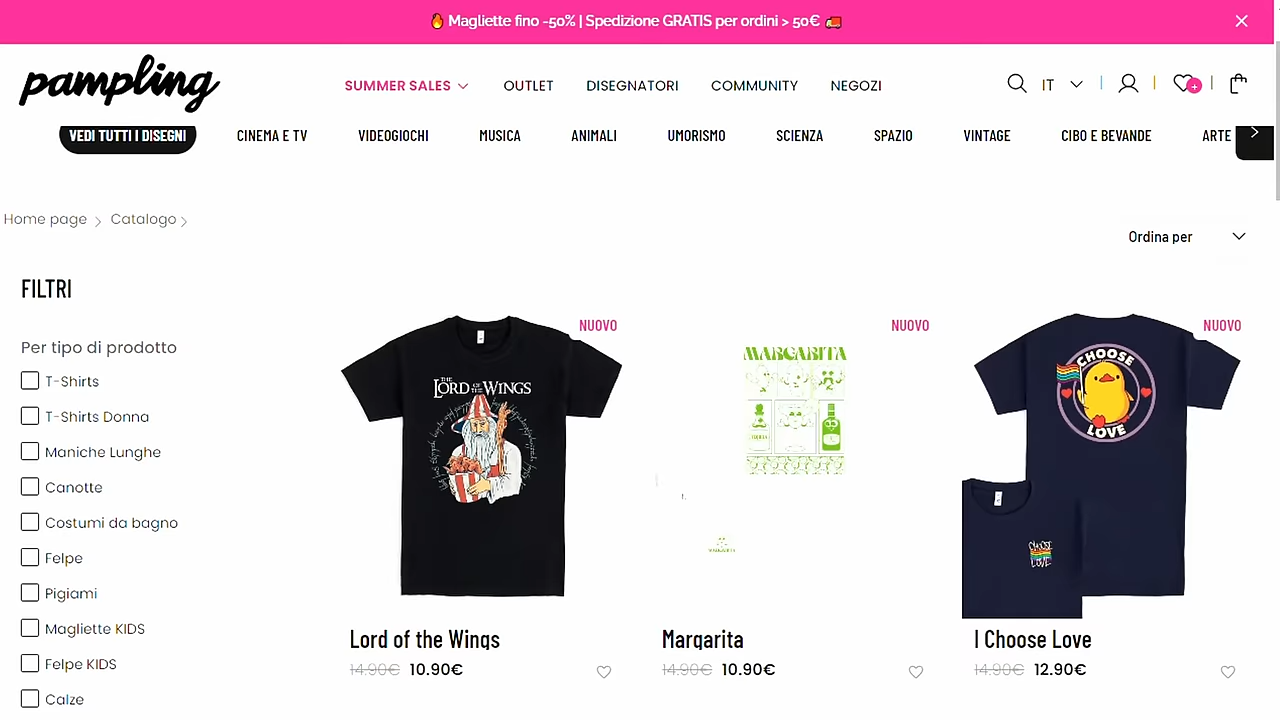 🔥 Magliette fino -50% | Spedizione GRATIS per ordini > 50€ 🚚
pampling
SUMMER SALES
OUTLET
DISEGNATORI
COMMUNITY
NEGOZI
IT
VEDI TUTTI I DISEGNI
CINEMA E TV
VIDEOGIOCHI
MUSICA
ANIMALI
UMORISMO
SCIENZA
SPAZIO
VINTAGE
CIBO E BEVANDE
ARTE
Home page
Catalogo
Ordina per
FILTRI
Per tipo di prodotto
T-Shirts
T-Shirts Donna
Maniche Lunghe
Canotte
Costumi da bagno
Felpe
Pigiami
Magliette KIDS
Felpe KIDS
Calze
NUOVO
THE LORD OF THE WINGS
Lord of the Wings
14.90€ 10.90€
NUOVO
MARGARITA
Margarita
14.90€ 10.90€
NUOVO
CHOOSE
LOVE
CHOOSE
LOVE
I Choose Love
14.90€ 12.90€